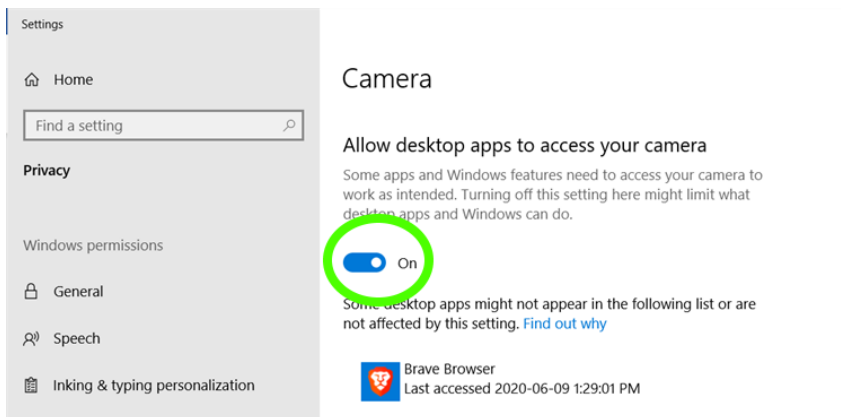 Settings
Home
Find a setting
Privacy
Windows permissions
General
Speech
Inking & typing personalization
Camera
Allow desktop apps to access your camera
Some apps and Windows features need to access your camera to
work as intended. Turning off this setting here might limit what
desktop apps and Windows can do.
On
Some desktop apps might not appear in the following list or are
not affected by this setting. Find out why
Brave Browser
Last accessed 2020-06-09 1:29:01 PM